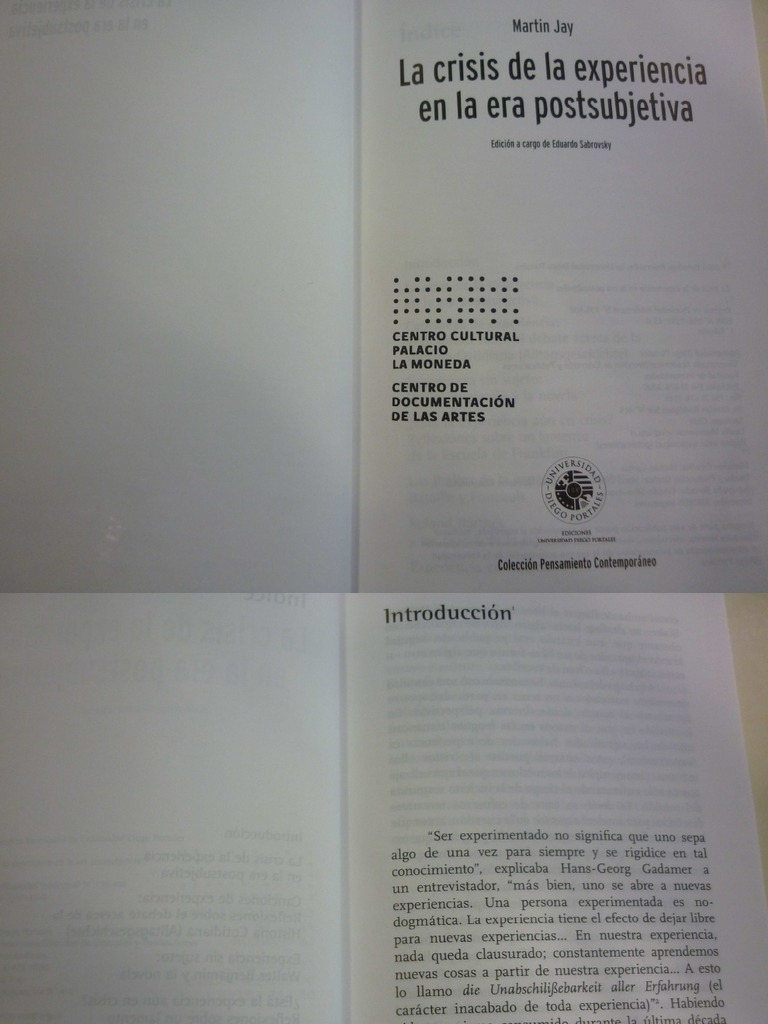 Martin Jay
La crisis de la experiencia
en la era postsubjetiva
Edición a cargo de Eduardo Sabrovsky
CENTRO CULTURAL
PALACIO
LA MONEDA
CENTRO DE
DOCUMENTACIÓN
DE LAS ARTES
UNIVERSIDAD
DIEGO PORTALES
EDICIONES
UNIVERSIDAD DIEGO PORTALES
Colección Pensamiento Contemporáneo
Introducción
“Ser experimentado no significa que uno sepa
algo de una vez para siempre y se rigidice en tal
conocimiento”, explicaba Hans-Georg Gadamer a
un entrevistador, “más bien, uno se abre a nuevas
experiencias. Una persona experimentada es no-
dogmática. La experiencia tiene el efecto de dejar libre
para nuevas experiencias... En nuestra experiencia,
nada queda clausurado; constantemente aprendemos
nuevas cosas a partir de nuestra experiencia... A esto
lo llamo die Unabschilißebarkeit aller Erfahrung (el
carácter inacabado de toda experiencia)”². Habiendo
consumido durante la última década